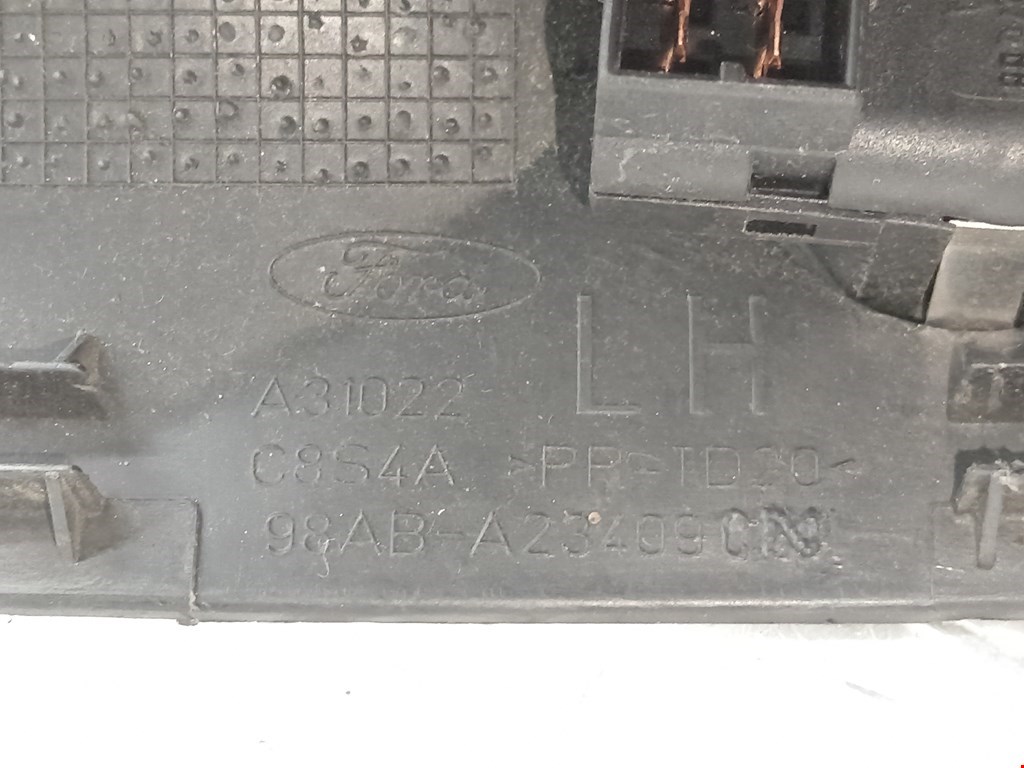 Ford
LH
A31022
C8S4A >PP-TD20<
98AB-A23409